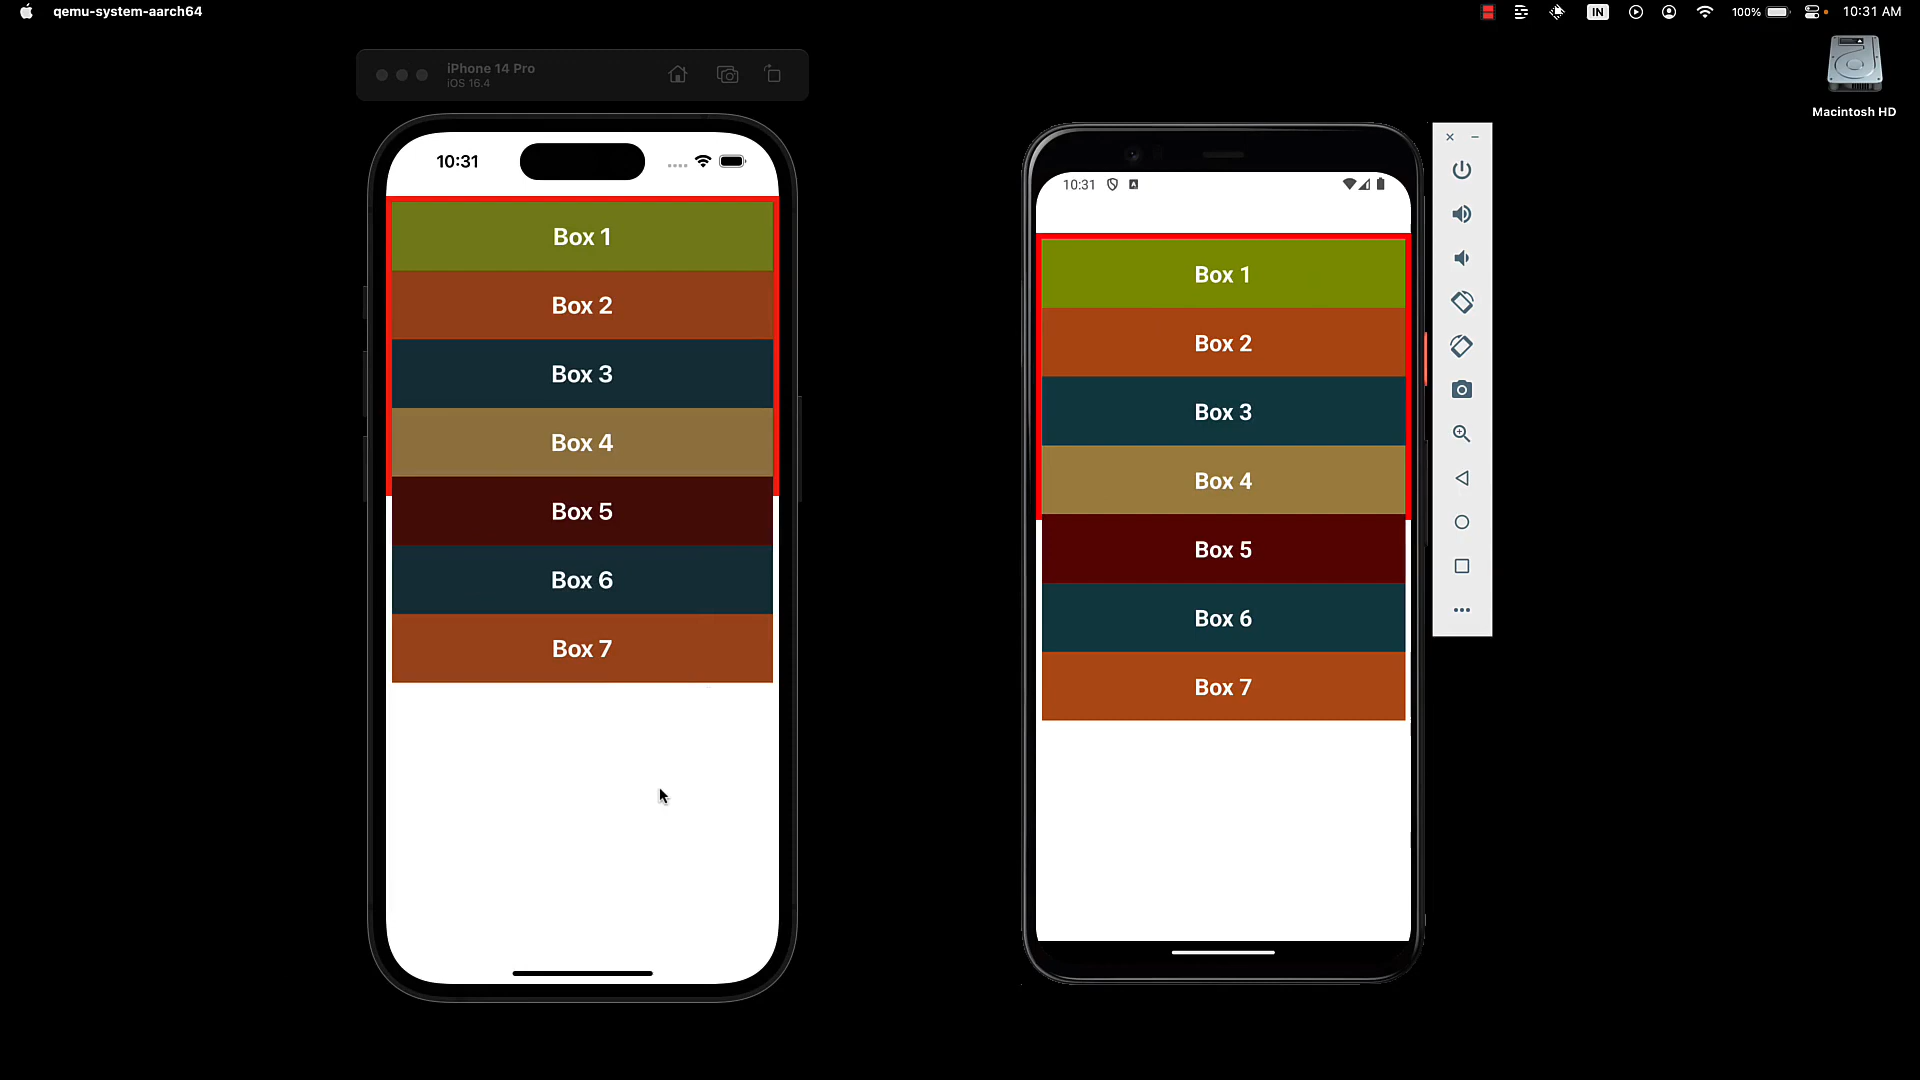 qemu-system-aarch64
IN
100%
10:31 AM
Macintosh HD
iPhone 14 Pro
iOS 16.4
10:31
Box 1
Box 2
Box 3
Box 4
Box 5
Box 6
Box 7
10:31
Box 1
Box 2
Box 3
Box 4
Box 5
Box 6
Box 7